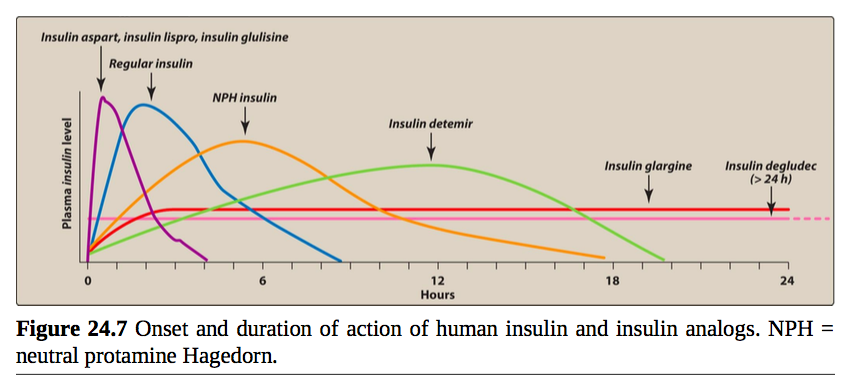 Insulin aspart, insulin lispro, insulin glulisine
Regular insulin
NPH insulin
Insulin detemir
Insulin glargine
Insulin degludec
(> 24 h)
Plasma insulin level
0
6
12
18
24
Hours
Figure 24.7 Onset and duration of action of human insulin and insulin analogs. NPH =
neutral protamine Hagedorn.